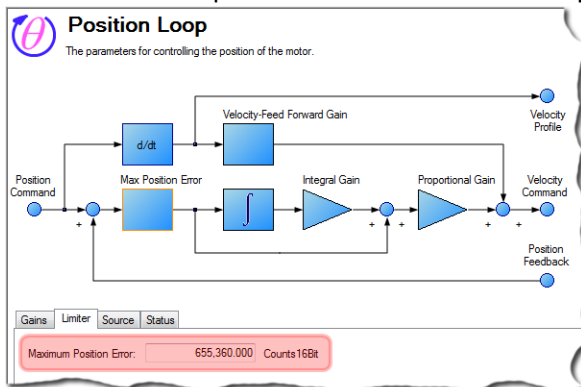 Position Loop
The parameters for controlling the position of the motor.
Velocity-Feed Forward Gain
d/dt
Velocity
Profile
Position
Command
Max Position Error
Integral Gain
Proportional Gain
Velocity
Command
∫
+
+
+
+
+
Position
Feedback
Gains Limiter Source Status
Maximum Position Error: 655,360.000 Counts16Bit